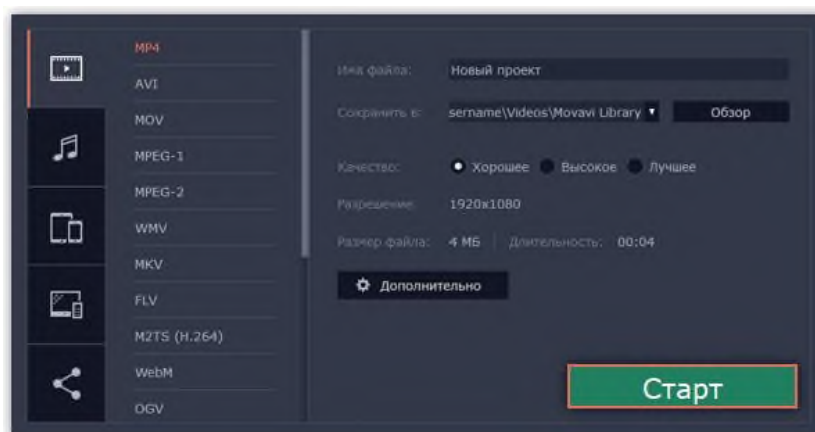 MP4
AVI
MOV
MPEG-1
MPEG-2
WMV
MKV
FLV
M2TS (H.264)
WebM
OGV
Имя файла: Новый проект
Сохранить в: sername\Videos\Movavi Library Обзор
Качество: Хорошее Высокое Лучшее
Разрешение: 1920x1080
Размер файла: 4 МБ Длительность: 00:04
Дополнительно
Старт